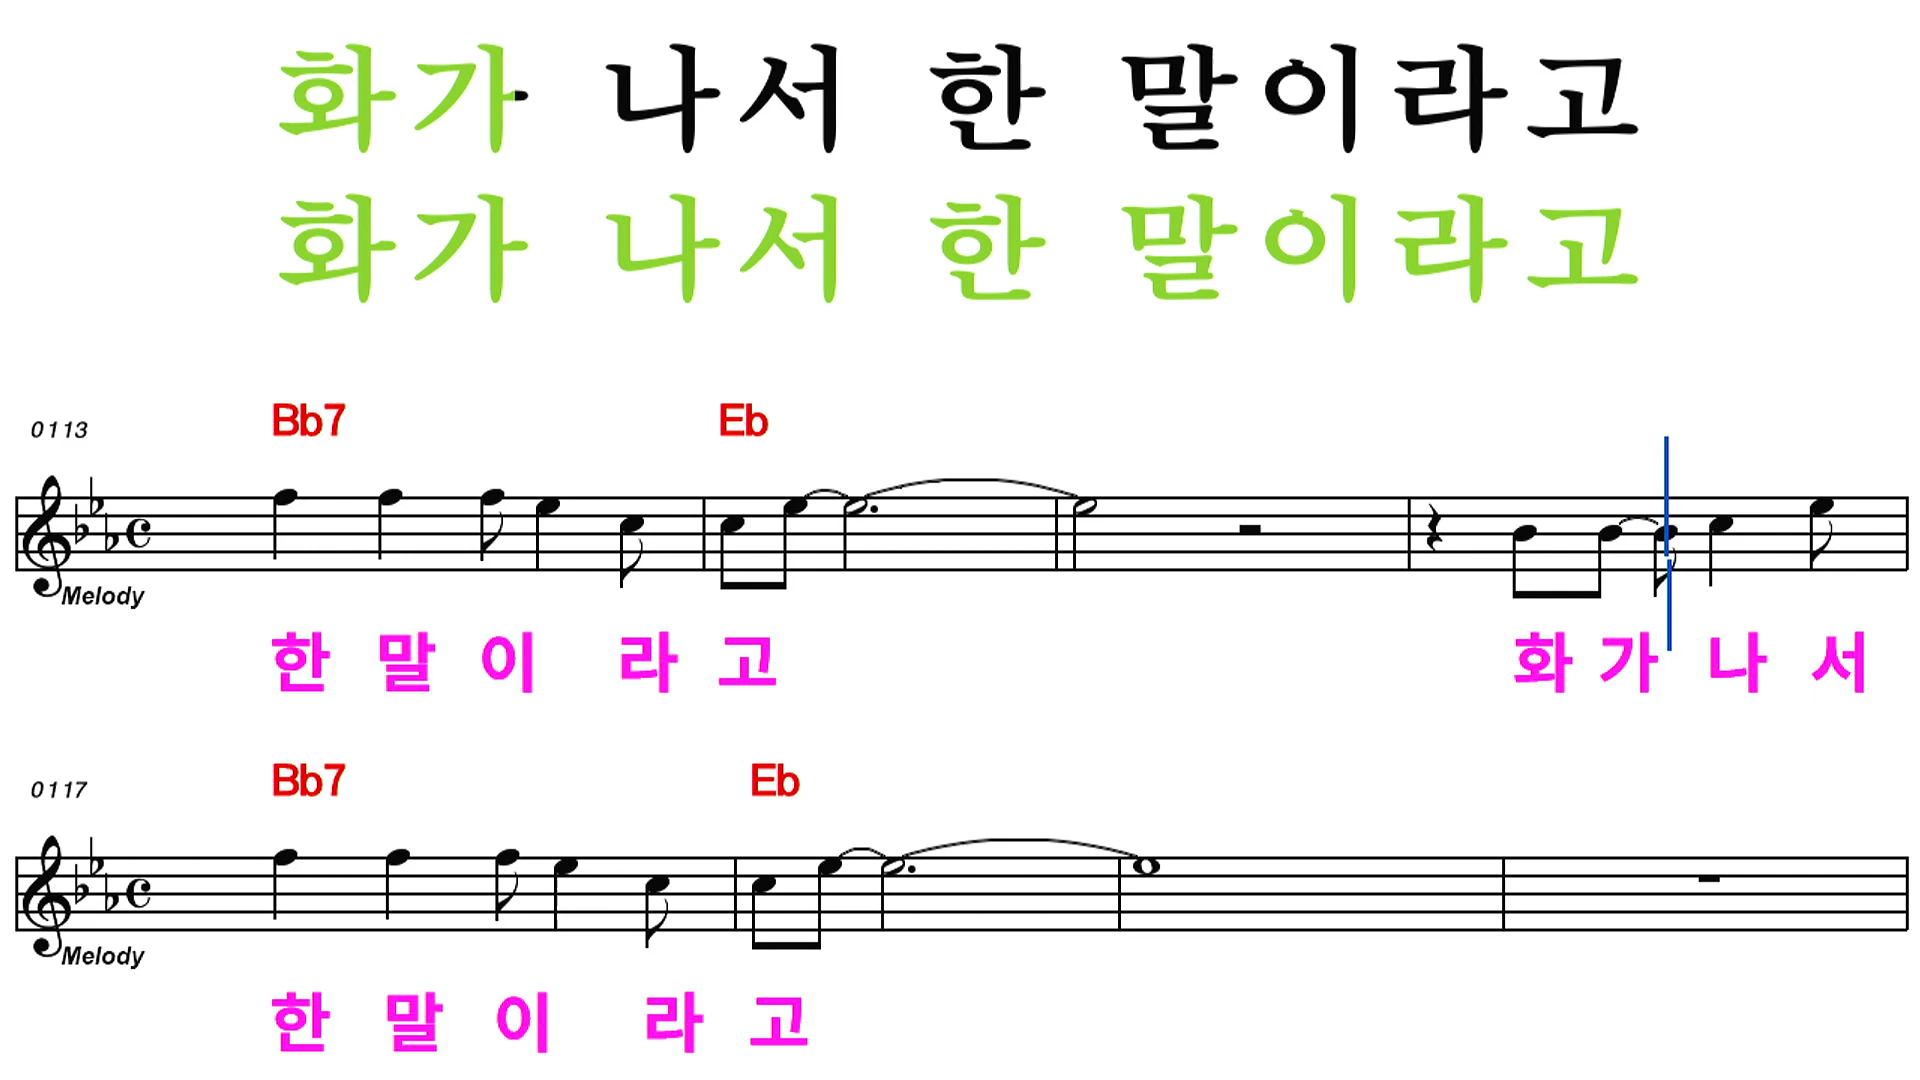 화가 나서 한 말이라고
화가 나서 한 말이라고
0113 Bb7 Eb
Melody
한 말 이 라 고 화 가 나 서
0117 Bb7 Eb
Melody
한 말 이 라 고